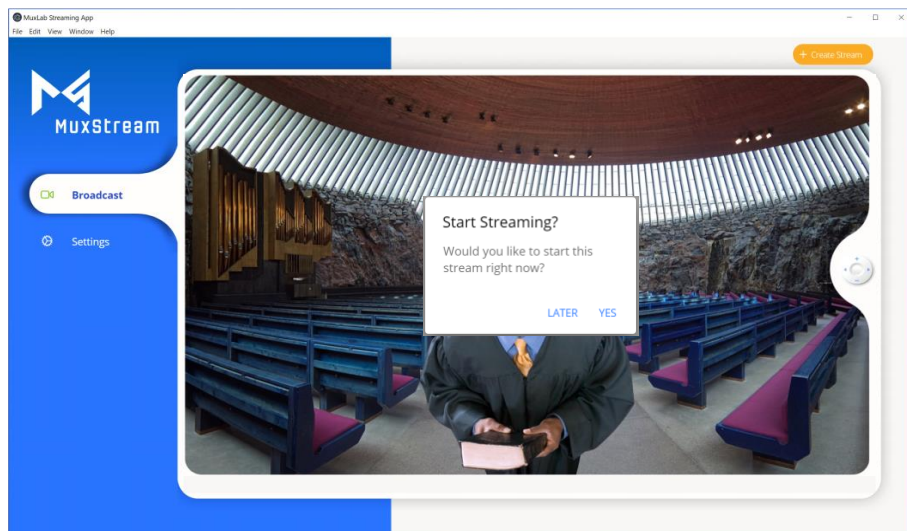 MuxLab Streaming App
File Edit View Window Help
+ Create Stream
MuxStream
Broadcast
Settings
Start Streaming?
Would you like to start this
stream right now?
LATER YES